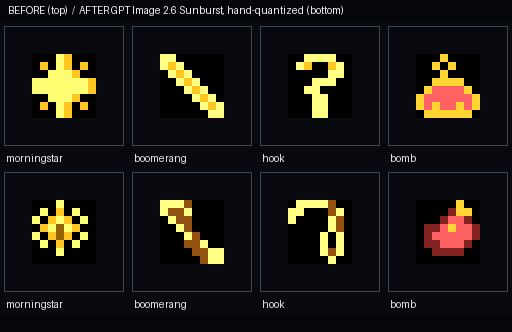 BEFORE (top) / AFTERGPT Image 2.6 Sunburst, hand-quantized (bottom)
morningstar boomerang hook bomb
morningstar boomerang hook bomb